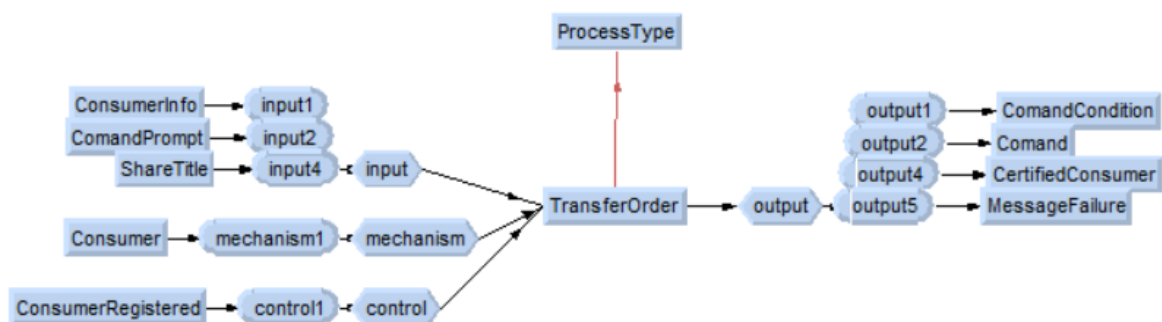 ProcessType
ConsumerInfo input1 output1 ComandCondition
ComandPrompt input2 output2 Comand
ShareTitle input4 input output4 CertifiedConsumer
TransferOrder output output5 MessageFailure
Consumer mechanism1 mechanism
ConsumerRegistered control1 control